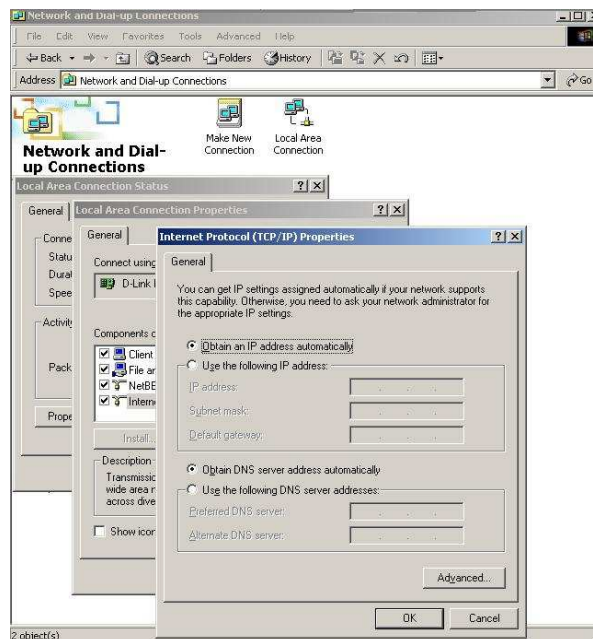 Network and Dial-up Connections
File Edit View Favorites Tools Advanced Help
Back Search Folders History
Address Network and Dial-up Connections Go
Make New Connection
Local Area Connection
Network and Dial-
up Connections
Local Area Connection Status
General
Conne
Statu
Durat
Spee
Activit
Pack
Prope
Local Area Connection Properties
General
Connect using
D-Link
Components c
Client
File ar
NetBE
Intern
Install...
Description
Transmissic
wide area r
across dive
Show icor
Internet Protocol (TCP/IP) Properties
General
You can get IP settings assigned automatically if your network supports
this capability. Otherwise, you need to ask your network administrator for
the appropriate IP settings.
Obtain an IP address automatically
Use the following IP address:
IP address:
Subnet mask:
Default gateway:
Obtain DNS server address automatically
Use the following DNS server addresses:
Preferred DNS server:
Alternate DNS server:
Advanced...
OK Cancel
2 object(s)